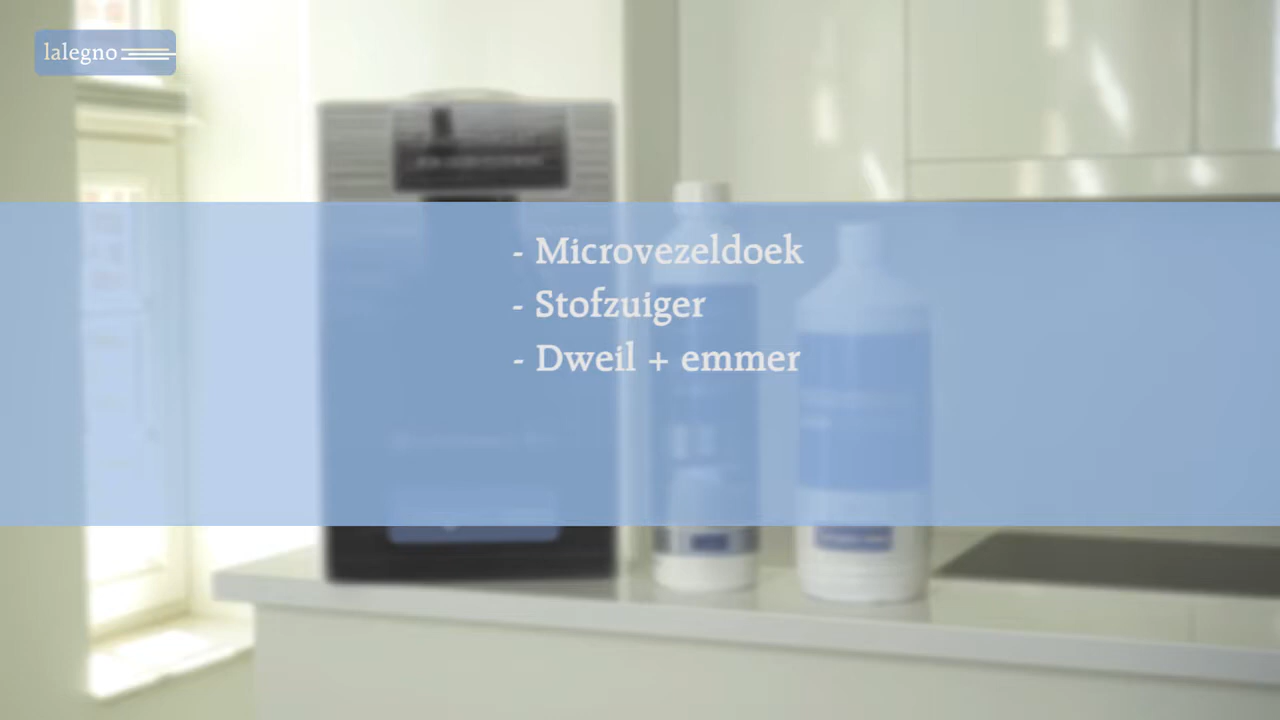 lalegno
- Microvezeldoek
- Stofzuiger
- Dweil + emmer